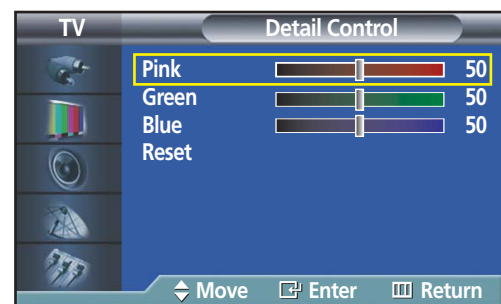 TV Detail Control
Pink 50
Green 50
Blue 50
Reset
Move Enter Return